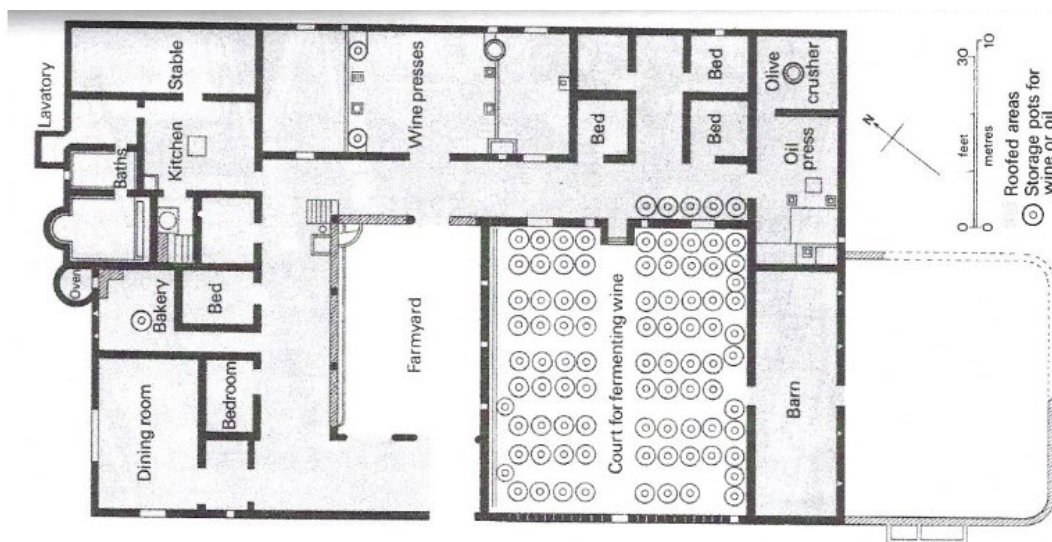 Lavatory
Stable
Baths
Kitchen
Wine presses
Bed
Bed
Bed
Olive
crusher
Oil
press
Oven
Bakery
Bed
Dining room
Bedroom
Farmyard
Court for fermenting wine
Barn
N
30
10
0
0
feet
metres
Roofed areas
Storage pots for
wine or oil